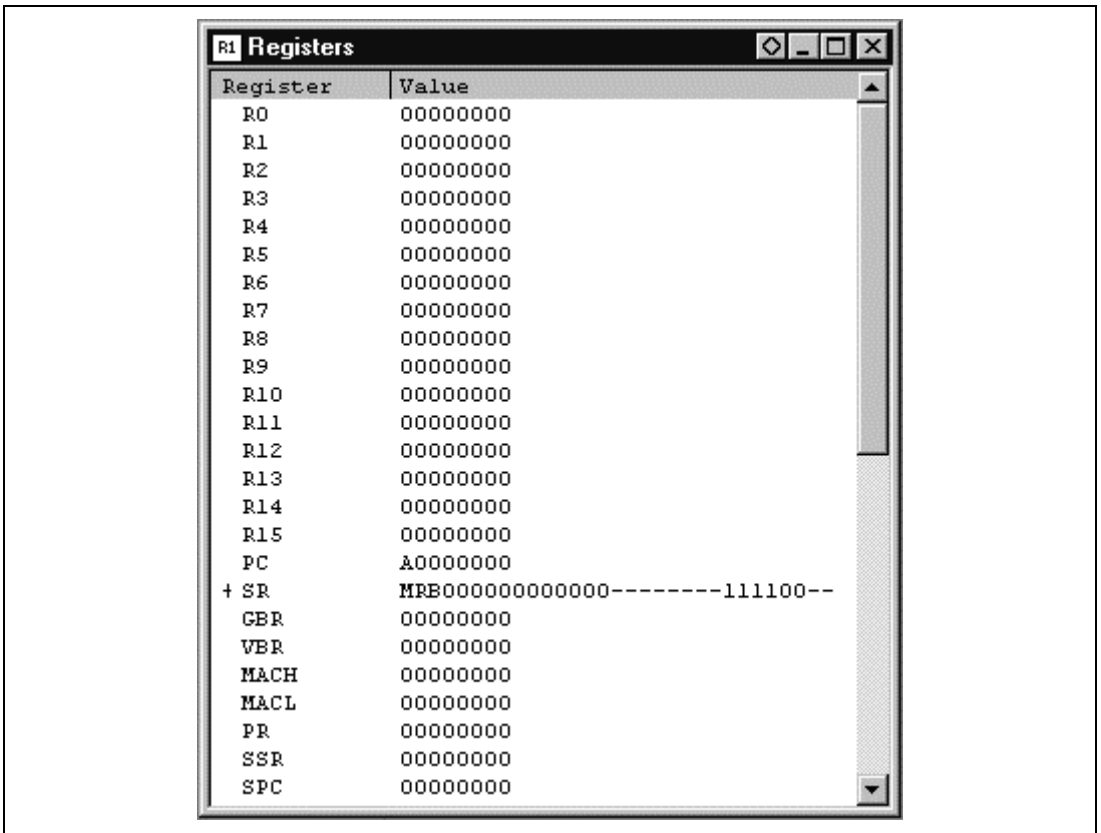 R1 Registers
Register Value
R0 00000000
R1 00000000
R2 00000000
R3 00000000
R4 00000000
R5 00000000
R6 00000000
R7 00000000
R8 00000000
R9 00000000
R10 00000000
R11 00000000
R12 00000000
R13 00000000
R14 00000000
R15 00000000
PC A0000000
+ SR MRB000000000000--------111100--
GBR 00000000
VBR 00000000
MACH 00000000
MACL 00000000
PR 00000000
SSR 00000000
SPC 00000000